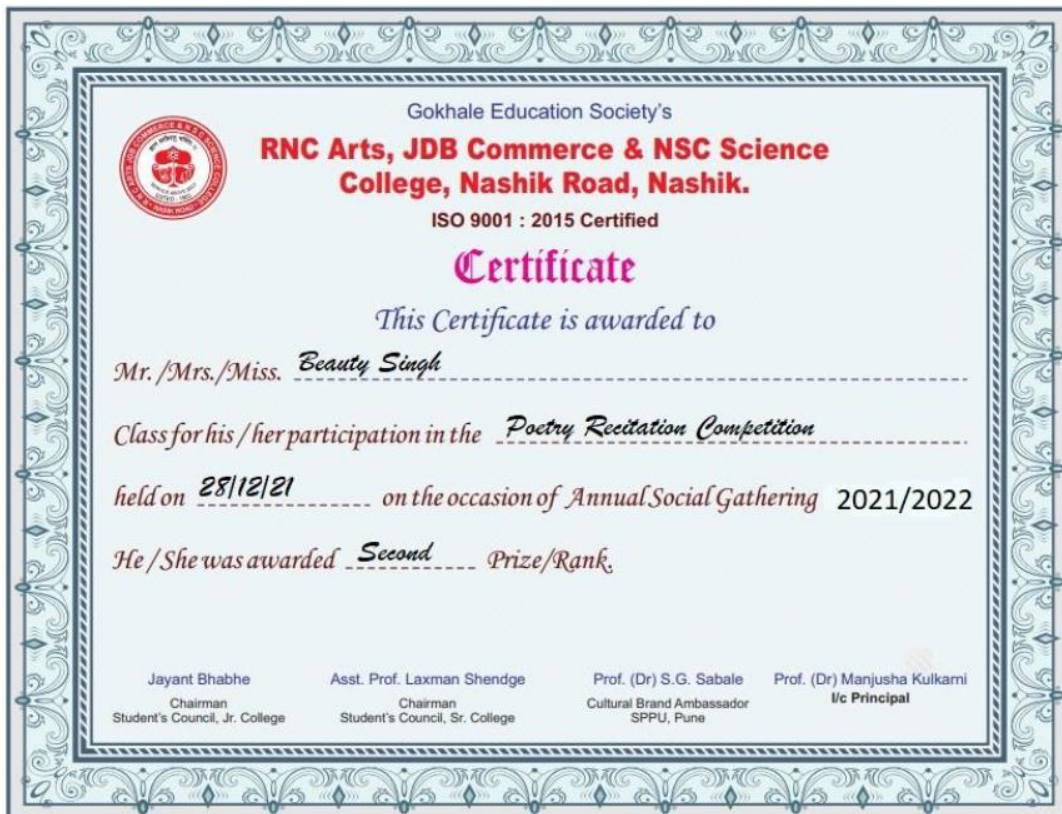 Gokhale Education Society's
RNC Arts, JDB Commerce & NSC Science
College, Nashik Road, Nashik.
ISO 9001 : 2015 Certified
Certificate
This Certificate is awarded to
Mr./Mrs./Miss. Beauty Singh
Class for his / her participation in the Poetry Recitation Competition
held on 28/12/21 on the occasion of Annual Social Gathering 2021/2022
He / She was awarded Second Prize/Rank.
Jayant Bhabhe Asst. Prof. Laxman Shendge Prof. (Dr) S.G. Sabale Prof. (Dr) Manjusha Kulkarni
Chairman Chairman Cultural Brand Ambassador I/c Principal
Student's Council, Jr. College Student's Council, Sr. College SPPU, Pune